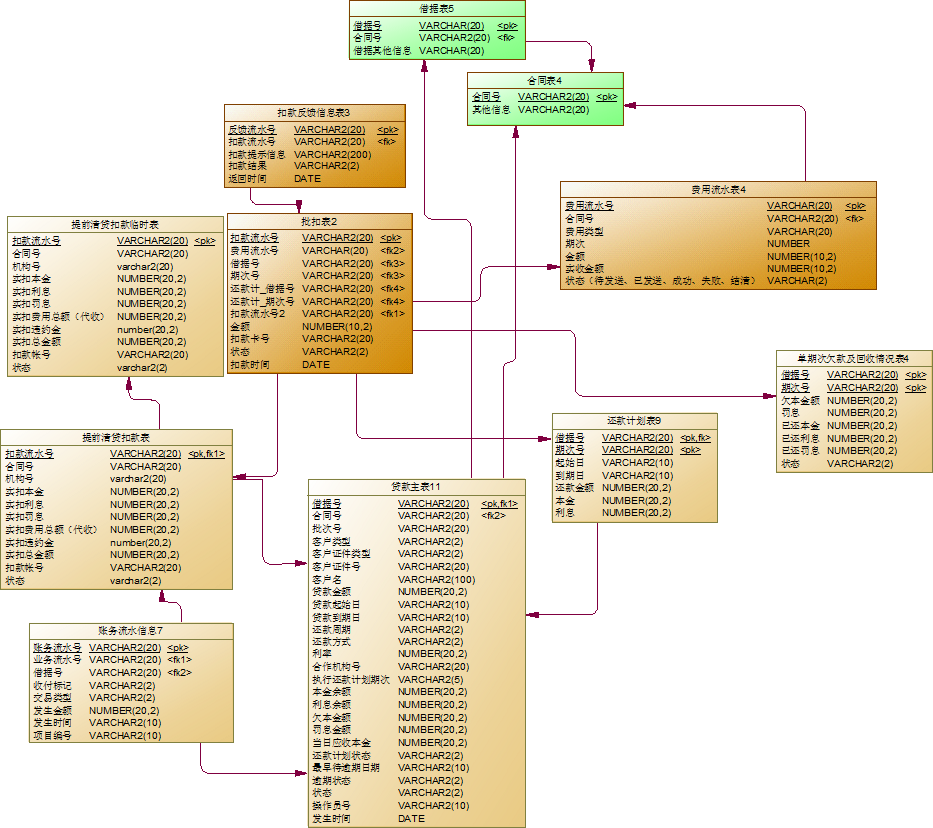 借据表5
借据号 VARCHAR(20) <pk>
合同号 VARCHAR2(20) <fk>
借据其他信息 VARCHAR(20)
合同表4
合同号 VARCHAR2(20) <pk>
其他信息 VARCHAR2(20)
扣款反馈信息表3
反馈流水号 VARCHAR2(20) <pk>
扣款流水号 VARCHAR2(20) <fk>
扣款提示信息 VARCHAR2(200)
扣款结果 VARCHAR2(2)
返回时间 DATE
费用流水表4
费用流水号 VARCHAR(20) <pk>
合同号 VARCHAR2(20) <fk>
费用类型 VARCHAR(20)
期次 NUMBER
金额 NUMBER(10,2)
实收金额 NUMBER(10,2)
状态（待发送、已发送、成功、失败、结清） VARCHAR(2)
提前清贷扣款临时表
扣款流水号 VARCHAR2(20) <pk>
合同号 VARCHAR2(20)
机构号 varchar2(20)
实扣本金 NUMBER(20,2)
实扣利息 NUMBER(20,2)
实扣罚息 NUMBER(20,2)
实扣费用总额（代收） NUMBER(20,2)
实扣违约金 number(20,2)
实扣总金额 NUMBER(20,2)
扣款帐号 VARCHAR2(20)
状态 varchar2(2)
批扣表2
扣款流水号 VARCHAR2(20) <pk>
费用流水号 VARCHAR(20) <fk2>
借据号 VARCHAR2(20) <fk3>
期次号 VARCHAR2(20) <fk3>
还款计_借据号 VARCHAR2(20) <fk4>
还款计_期次号 VARCHAR2(20) <fk4>
扣款流水号2 VARCHAR2(20) <fk1>
金额 NUMBER(10,2)
扣款卡号 VARCHAR2(20)
状态 VARCHAR2(2)
扣款时间 DATE
单期次欠款及回收情况表4
借据号 VARCHAR2(20) <pk>
期次号 VARCHAR2(20) <pk>
欠本金额 NUMBER(20,2)
罚息 NUMBER(20,2)
已还本金 NUMBER(20,2)
已还利息 NUMBER(20,2)
已还罚息 NUMBER(20,2)
状态 VARCHAR2(2)
还款计划表9
借据号 VARCHAR2(20) <pk,fk>
期次号 VARCHAR2(20) <pk>
起始日 VARCHAR2(10)
到期日 VARCHAR2(10)
还款金额 NUMBER(20,2)
本金 NUMBER(20,2)
利息 NUMBER(20,2)
提前清贷扣款表
扣款流水号 VARCHAR2(20) <pk,fk1>
合同号 VARCHAR2(20)
机构号 varchar2(20)
实扣本金 NUMBER(20,2)
实扣利息 NUMBER(20,2)
实扣罚息 NUMBER(20,2)
实扣费用总额（代收） NUMBER(20,2)
实扣违约金 number(20,2)
实扣总金额 NUMBER(20,2)
扣款帐号 VARCHAR2(20)
状态 varchar2(2)
贷款主表11
借据号 VARCHAR2(20) <pk,fk1>
合同号 VARCHAR2(20) <fk2>
批次号 VARCHAR2(20)
客户类型 VARCHAR2(2)
客户证件类型 VARCHAR2(2)
客户证件号 VARCHAR2(20)
客户名 VARCHAR2(100)
贷款金额 NUMBER(20,2)
贷款起始日 VARCHAR2(10)
贷款到期日 VARCHAR2(10)
还款周期 VARCHAR2(2)
还款方式 VARCHAR2(2)
利率 NUMBER(20,2)
合作机构号 VARCHAR2(20)
执行还款计划期次 VARCHAR2(5)
本金余额 NUMBER(20,2)
利息余额 NUMBER(20,2)
欠本金额 NUMBER(20,2)
罚息金额 NUMBER(20,2)
当日应收本金 NUMBER(20,2)
还款计划状态 VARCHAR2(2)
最早待逾期日期 VARCHAR2(10)
逾期状态 VARCHAR2(2)
状态 VARCHAR2(2)
操作员号 VARCHAR2(10)
发生时间 DATE
账务流水信息7
账务流水号 VARCHAR2(20) <pk>
业务流水号 VARCHAR2(20) <fk1>
借据号 VARCHAR2(20) <fk2>
收付标记 VARCHAR2(2)
交易类型 VARCHAR2(2)
发生金额 NUMBER(20,2)
发生时间 VARCHAR2(10)
项目编号 VARCHAR2(10)